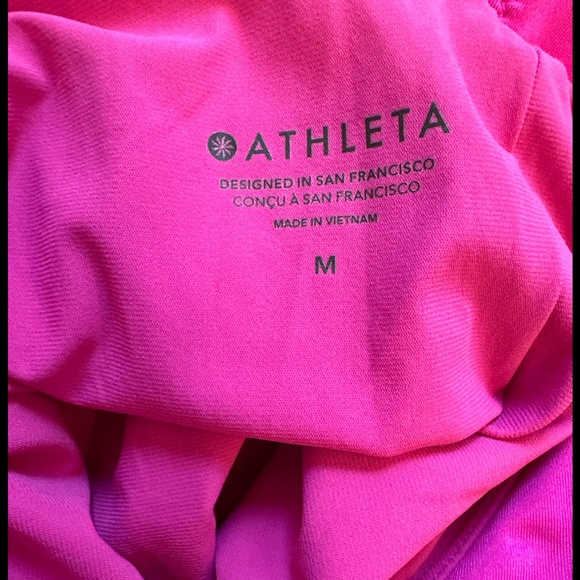 ATHLETA
DESIGNED IN SAN FRANCISCO
CONÇU À SAN FRANCISCO
MADE IN VIETNAM
M